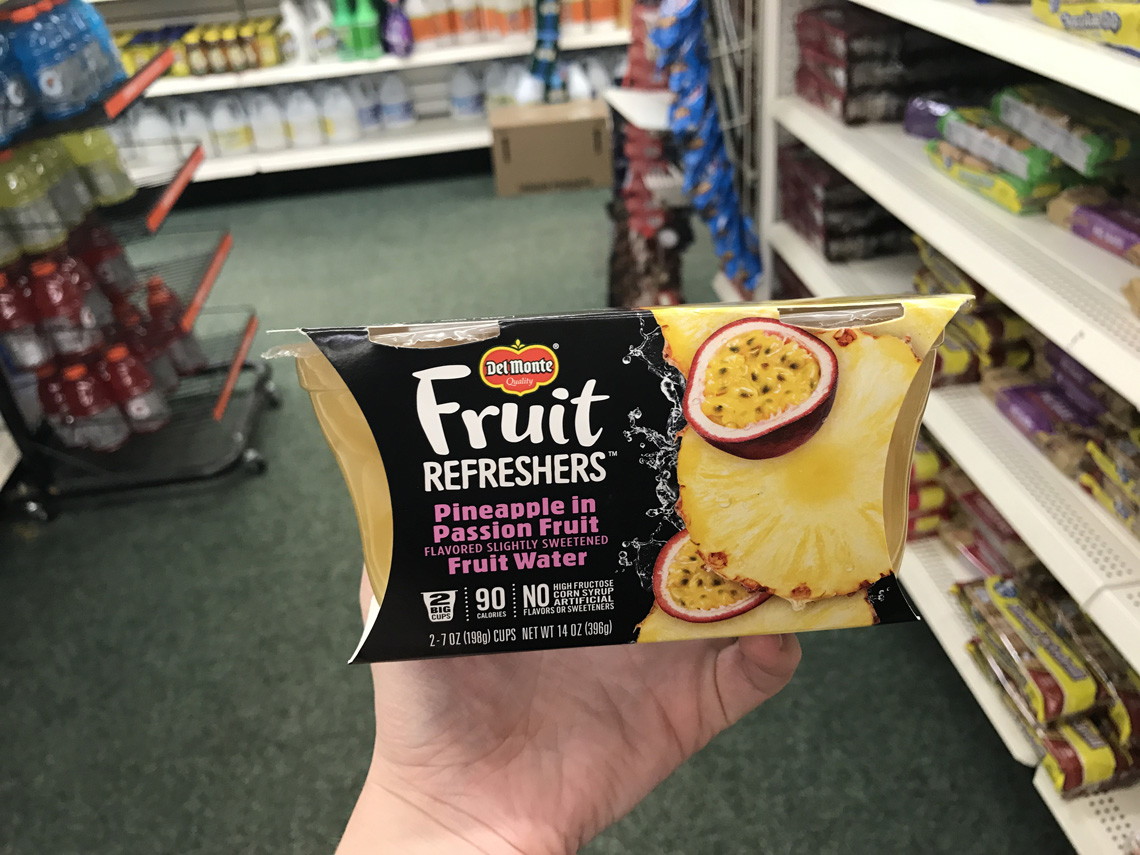 Del Monte®
Quality
Fruit
REFRESHERS™
Pineapple in
Passion Fruit
FLAVORED SLIGHTLY SWEETENED
Fruit Water
2 BIG CUPS
90 CALORIES
NO HIGH FRUCTOSE
CORN SYRUP
ARTIFICIAL
FLAVORS OR SWEETENERS
2-7 OZ (198g) CUPS NET WT 14 OZ (396g)